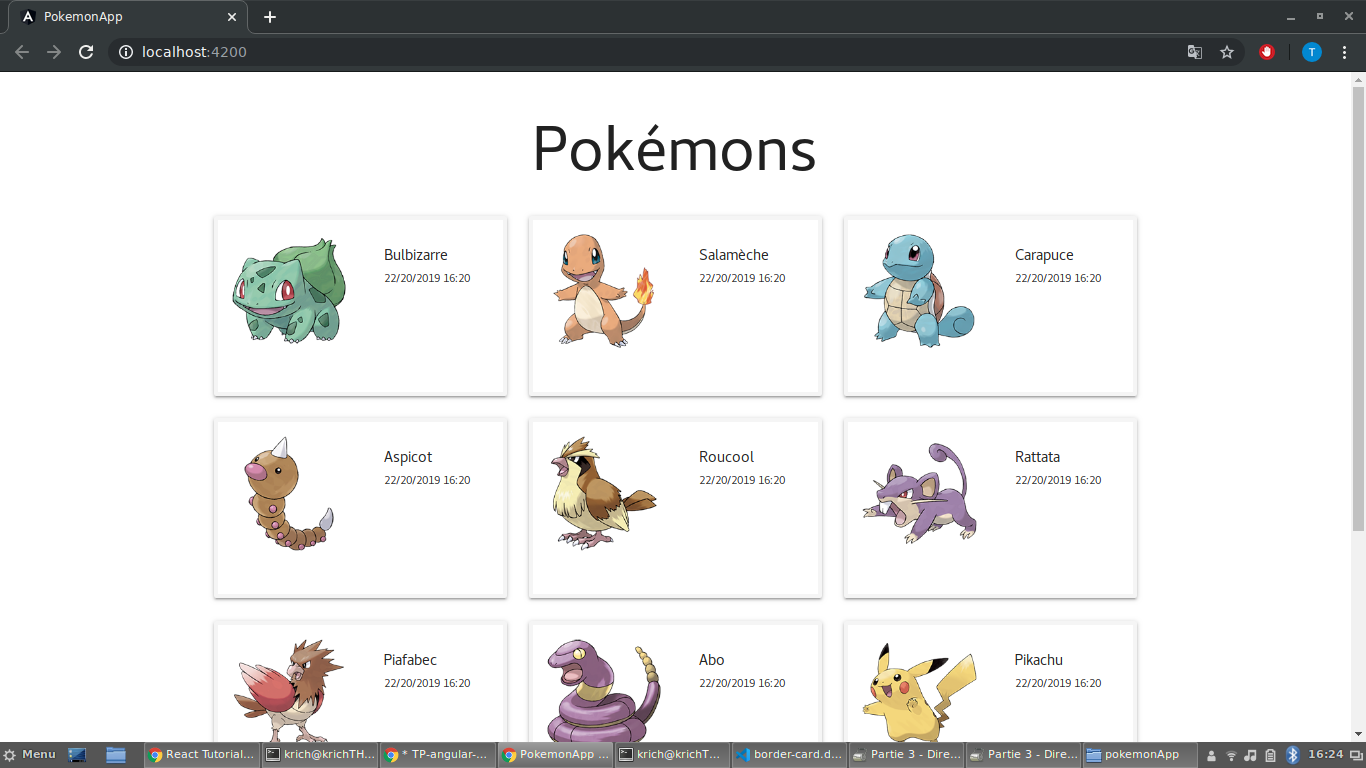 PokemonApp
localhost:4200
T
Pokémons
Bulbizarre
22/20/2019 16:20
Salamèche
22/20/2019 16:20
Carapuce
22/20/2019 16:20
Aspicot
22/20/2019 16:20
Roucool
22/20/2019 16:20
Rattata
22/20/2019 16:20
Piafabec
22/20/2019 16:20
Abo
22/20/2019 16:20
Pikachu
22/20/2019 16:20
Menu
React Tutorial...
krich@krichTH...
* TP-angular-...
PokemonApp ...
krich@krichT...
border-card.d...
Partie 3 - Dire...
Partie 3 - Dire...
pokemonApp
16:24